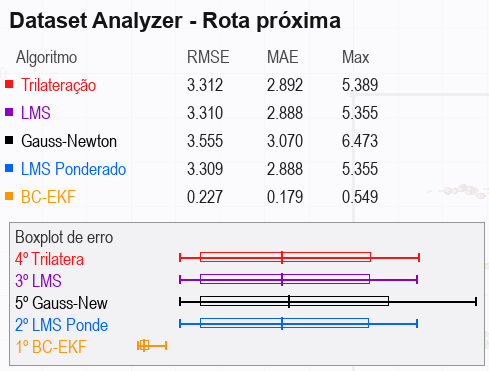 Dataset Analyzer - Rota próxima
Algoritmo RMSE MAE Max
Trilateração 3.312 2.892 5.389
LMS 3.310 2.888 5.355
Gauss-Newton 3.555 3.070 6.473
LMS Ponderado 3.309 2.888 5.355
BC-EKF 0.227 0.179 0.549
Boxplot de erro
4º Trilatera
3º LMS
5º Gauss-New
2º LMS Ponde
1º BC-EKF